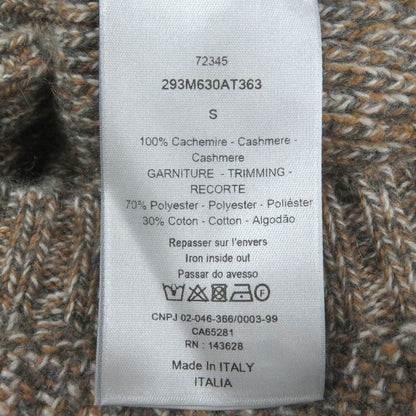 72345
293M630AT363
S
100% Cachemire - Cashmere -
Cashmere
GARNITURE - TRIMMING -
RECORTE
70% Polyester - Polyester - Poliéster
30% Coton - Cotton - Algodão
Repasser sur l'envers
Iron inside out
Passar do avesso
CNPJ 02-046-366/0003-99
CA65281
RN : 143628
Made In ITALY
ITALIA